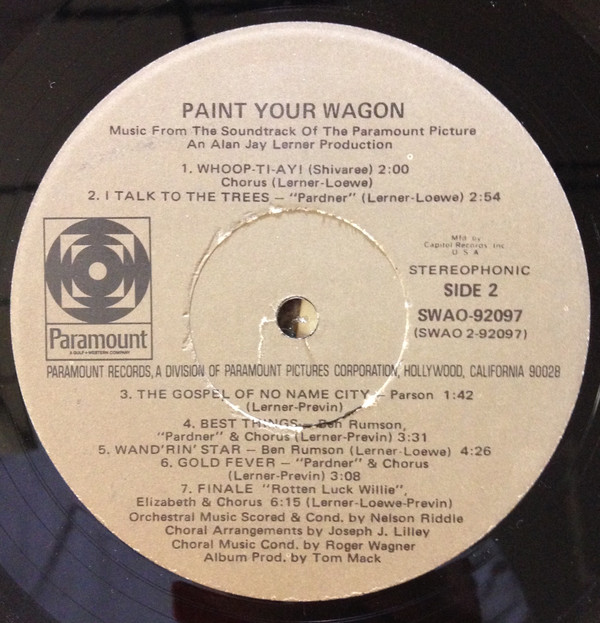 PAINT YOUR WAGON
Music From The Soundtrack Of The Paramount Picture
An Alan Jay Lerner Production
1. WHOOP-TI-AY! (Shivaree) 2:00
Chorus (Lerner-Loewe)
2. I TALK TO THE TREES — "Pardner" (Lerner-Loewe) 2:54
Mfd by
Capitol Records, Inc
U S A
STEREOPHONIC
SIDE 2
SWAO-92097
(SWAO 2-92097)
Paramount
A GULF+WESTERN COMPANY
PARAMOUNT RECORDS, A DIVISION OF PARAMOUNT PICTURES CORPORATION, HOLLYWOOD, CALIFORNIA 90028
3. THE GOSPEL OF NO NAME CITY — Parson 1:42
(Lerner-Previn)
4. BEST THINGS — Ben Rumson,
"Pardner" & Chorus (Lerner-Previn) 3:31
5. WAND'RIN' STAR — Ben Rumson (Lerner-Loewe) 4:26
6. GOLD FEVER — "Pardner" & Chorus
(Lerner-Previn) 3:08
7. FINALE "Rotten Luck Willie",
Elizabeth & Chorus 6:15 (Lerner-Loewe-Previn)
Orchestral Music Scored & Cond. by Nelson Riddle
Choral Arrangements by Joseph J. Lilley
Choral Music Cond. by Roger Wagner
Album Prod. by Tom Mack